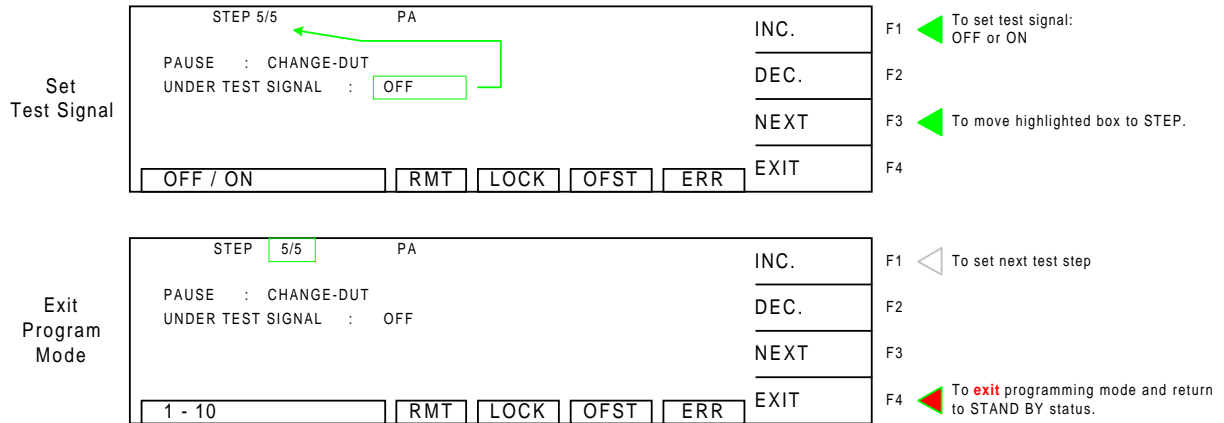 STEP 5/5 PA
PAUSE : CHANGE-DUT
UNDER TEST SIGNAL : OFF
OFF / ON RMT LOCK OFST ERR
INC.
DEC.
NEXT
EXIT
F1
F2
F3
F4
To set test signal:
OFF or ON
To move highlighted box to STEP.
Set
Test Signal
STEP 5/5 PA
PAUSE : CHANGE-DUT
UNDER TEST SIGNAL : OFF
1 - 10 RMT LOCK OFST ERR
INC.
DEC.
NEXT
EXIT
F1
F2
F3
F4
To set next test step
To exit programming mode and return
to STAND BY status.
Exit
Program
Mode